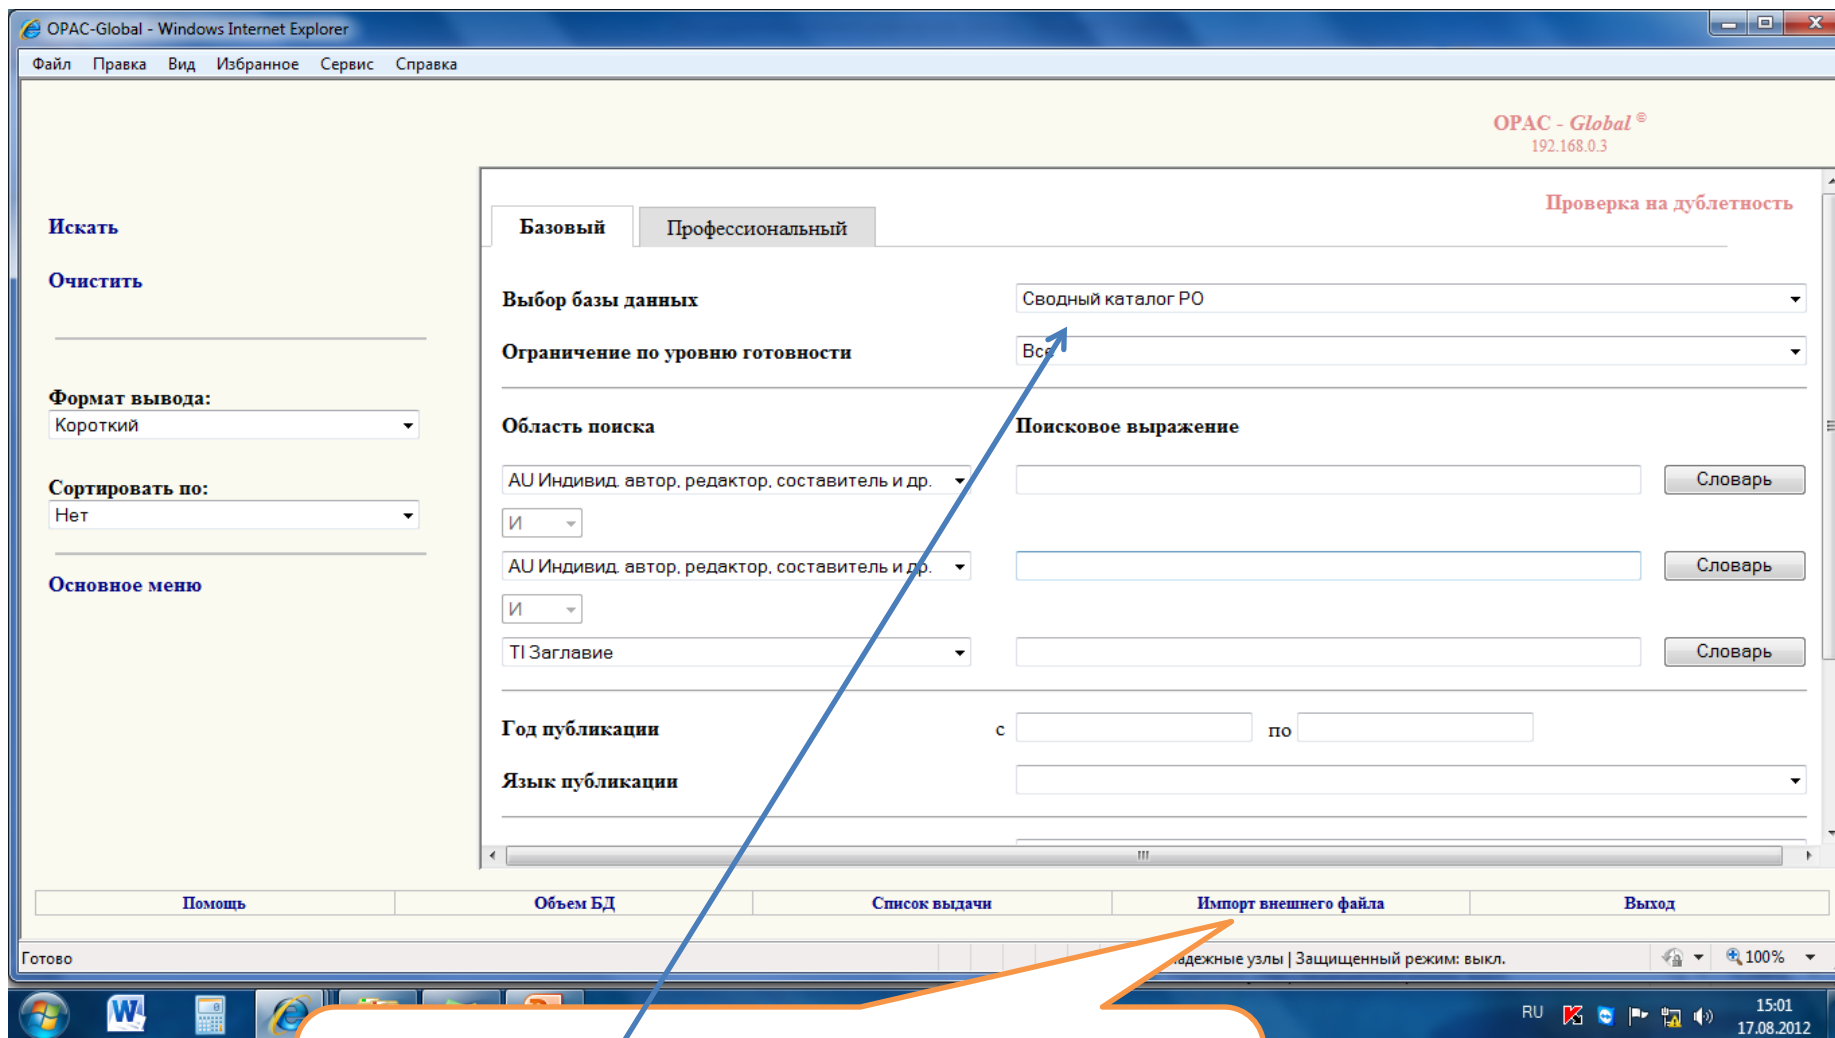 OPAC-Global - Windows Internet Explorer
Файл Правка Вид Избранное Сервис Справка
OPAC - Global ©
192.168.0.3
Проверка на дублетность
Искать
Очистить
Формат вывода:
Короткий
Сортировать по:
Нет
Основное меню
Базовый Профессиональный
Выбор базы данных Сводный каталог РО
Ограничение по уровню готовности Все
Область поиска Поисковое выражение
AU Индивид. автор, редактор, составитель и др. Словарь
И
AU Индивид. автор, редактор, составитель и др. Словарь
И
TI Заглавие Словарь
Год публикации с по
Язык публикации
Помощь Объем БД Список выдачи Импорт внешнего файла Выход
Готово узлы | Защищенный режим: выкл. 100%
RU 15:01
17.08.2012